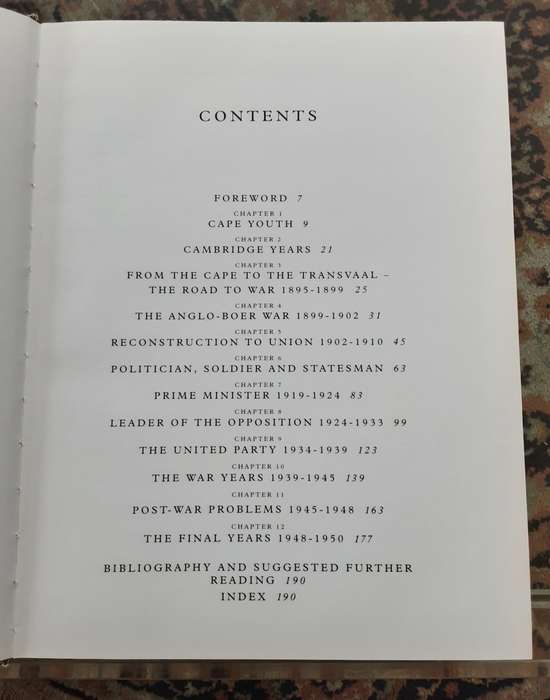 CONTENTS
FOREWORD 7
CHAPTER 1
CAPE YOUTH 9
CHAPTER 2
CAMBRIDGE YEARS 21
CHAPTER 3
FROM THE CAPE TO THE TRANSVAAL –
THE ROAD TO WAR 1895-1899 25
CHAPTER 4
THE ANGLO-BOER WAR 1899-1902 31
CHAPTER 5
RECONSTRUCTION TO UNION 1902-1910 45
CHAPTER 6
POLITICIAN, SOLDIER AND STATESMAN 63
CHAPTER 7
PRIME MINISTER 1919-1924 83
CHAPTER 8
LEADER OF THE OPPOSITION 1924-1933 99
CHAPTER 9
THE UNITED PARTY 1934-1939 123
CHAPTER 10
THE WAR YEARS 1939-1945 139
CHAPTER 11
POST-WAR PROBLEMS 1945-1948 163
CHAPTER 12
THE FINAL YEARS 1948-1950 177
BIBLIOGRAPHY AND SUGGESTED FURTHER
READING 190
INDEX 190